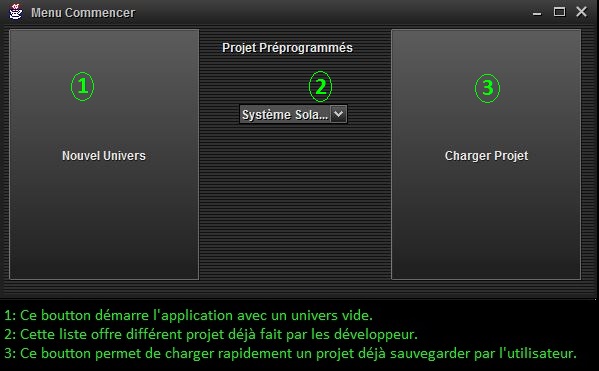 Menu Commencer
Projet Préprogrammés
1
2
3
Système Sola...
Nouvel Univers
Charger Projet
1: Ce boutton démarre l'application avec un univers vide.
2: Cette liste offre différent projet déjà fait par les développeur.
3: Ce boutton permet de charger rapidement un projet déjà sauvegarder par l'utilisateur.